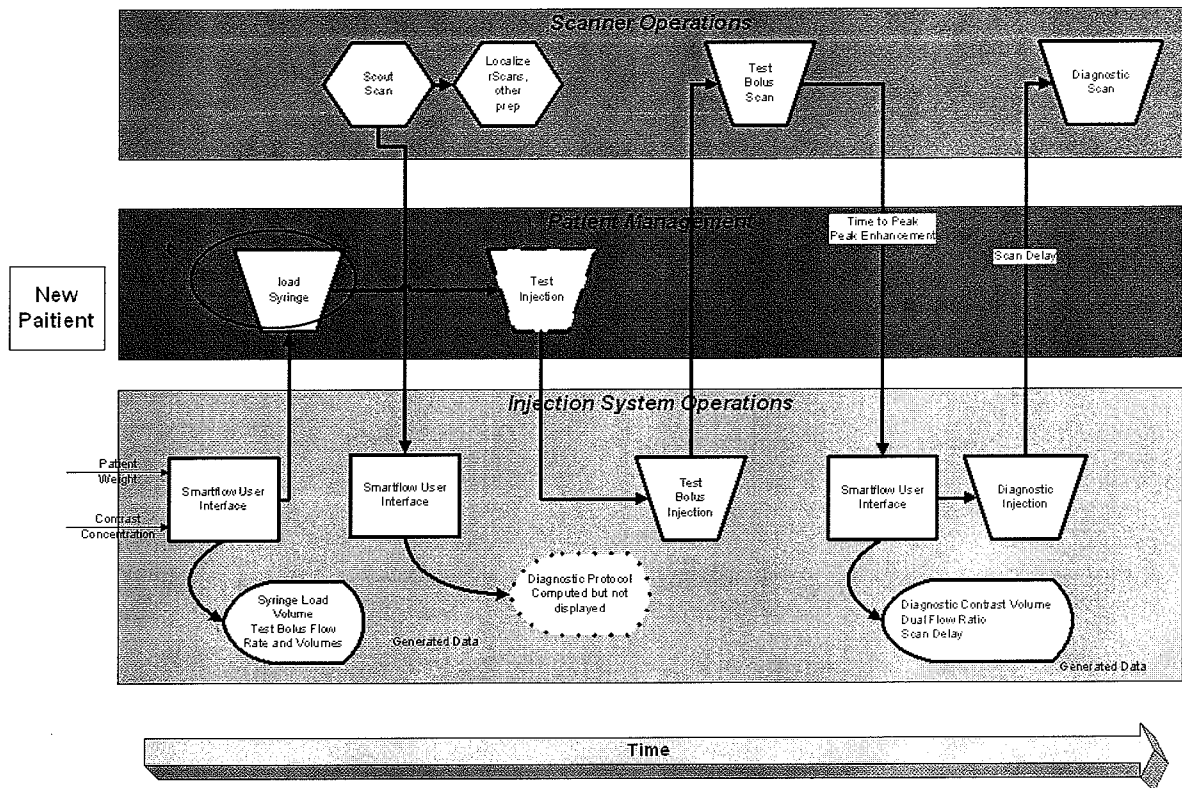 Scanner Operations
Scout
Scan
Localize
rScars,
other
prep
Test
Bolus
Scan
Diagnostic
Scan
Patient Management
Time to Peak
Peak Enhancement
Scan Delay
load
Syringe
Test
Injection
New
Paitient
Injection System Operations
Patient
Weight
Contrast
Concentration
Smartflow User
Interface
Smartflow User
Interface
Test
Bolus
Injection
Smartflow User
Interface
Diagnostic
Injection
Syringe Load
Volume
Test Bolus Flow
Rate and Volumes
Generated Data
Diagnostic Protocol
Computed but not
displayed
Diagnostic Contrast Volume
Dual Flow Ratio
Scan Delay
Generated Data
Time